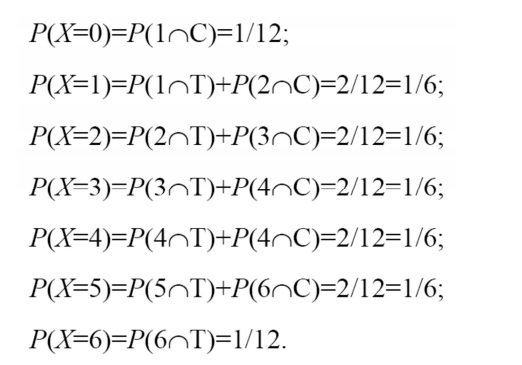 P(X=0)=P(1∩C)=1/12;
P(X=1)=P(1∩T)+P(2∩C)=2/12=1/6;
P(X=2)=P(2∩T)+P(3∩C)=2/12=1/6;
P(X=3)=P(3∩T)+P(4∩C)=2/12=1/6;
P(X=4)=P(4∩T)+P(4∩C)=2/12=1/6;
P(X=5)=P(5∩T)+P(6∩C)=2/12=1/6;
P(X=6)=P(6∩T)=1/12.